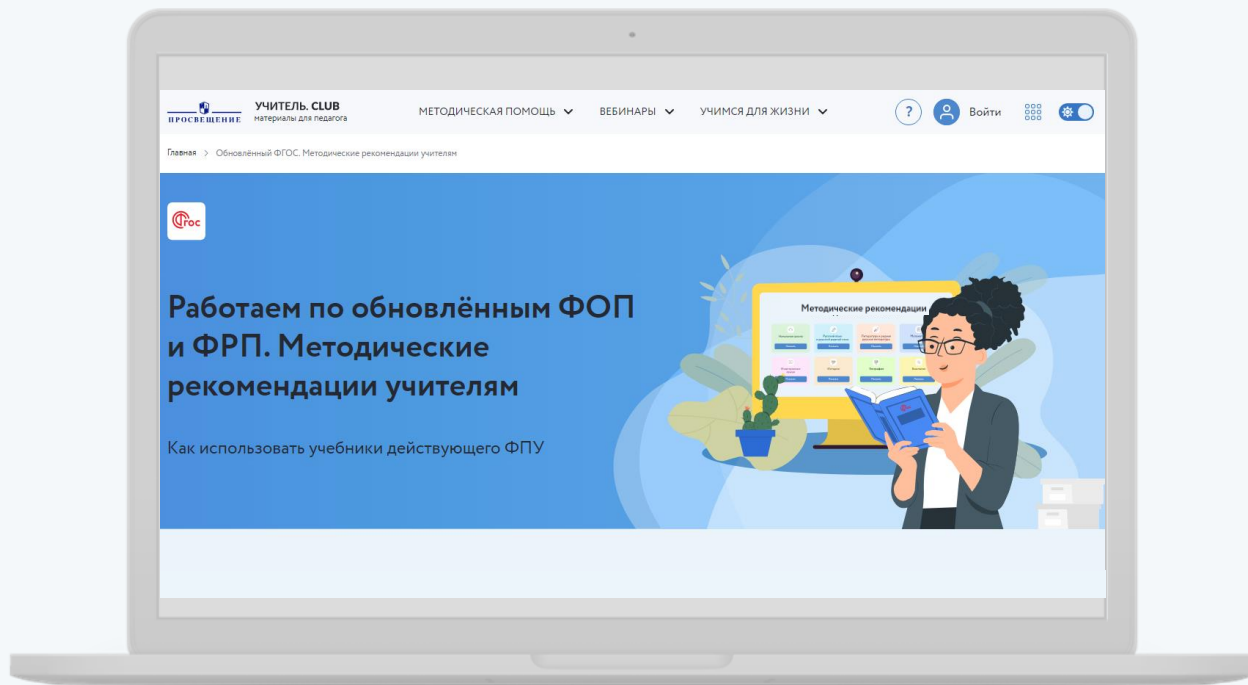 ПРОСВЕЩЕНИЕ
УЧИТЕЛЬ. CLUB
материалы для педагога
МЕТОДИЧЕСКАЯ ПОМОЩЬ
ВЕБИНАРЫ
УЧИМСЯ ДЛЯ ЖИЗНИ
?
Войти
Главная > Обновлённый ФГОС. Методические рекомендации учителям
Фгос
Работаем по обновлённым ФОП
и ФРП. Методические
рекомендации учителям
Как использовать учебники действующего ФПУ
Методические рекомендации